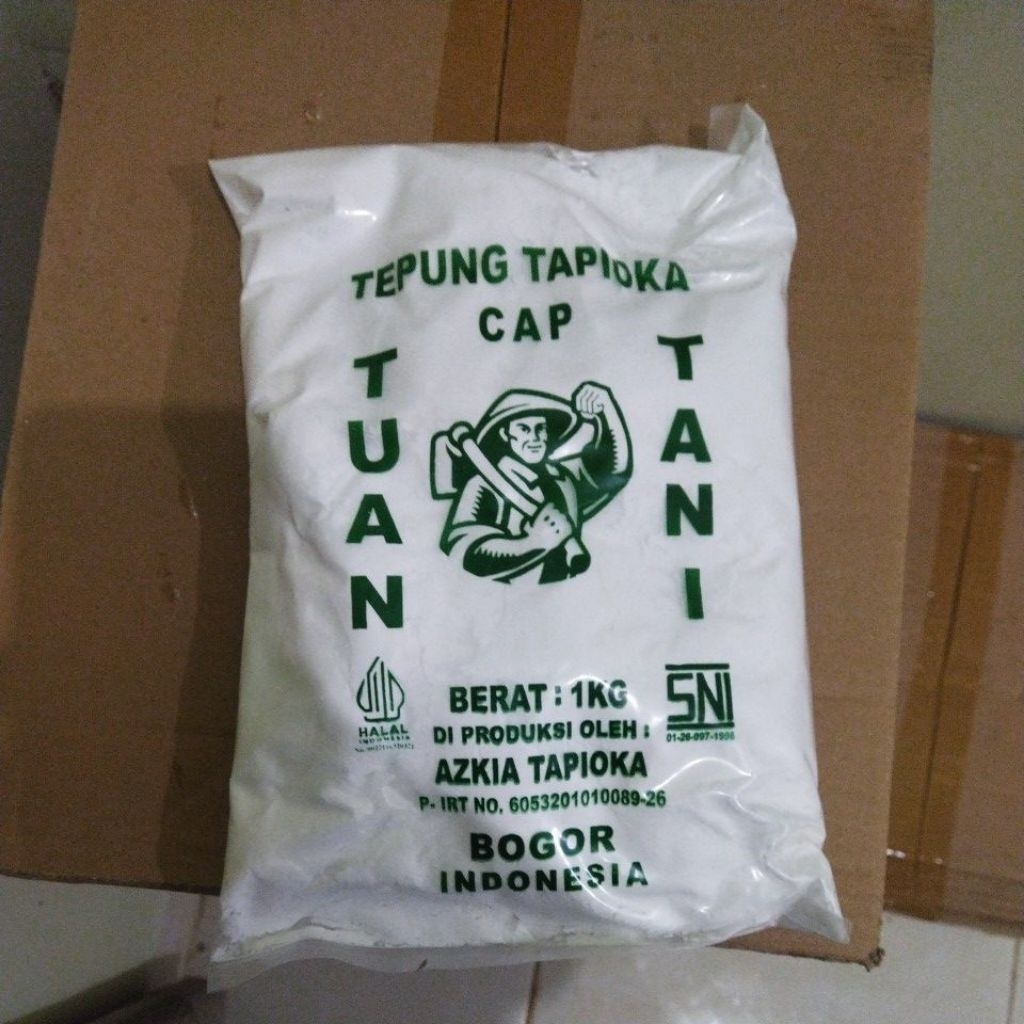 TEPUNG TAPIOKA
CAP
TUAN
TANI
HALAL
INDONESIA
BERAT : 1KG
DI PRODUKSI OLEH :
AZKIA TAPIOKA
P- IRT NO. 6053201010089-26
SNI
BOGOR
INDONESIA